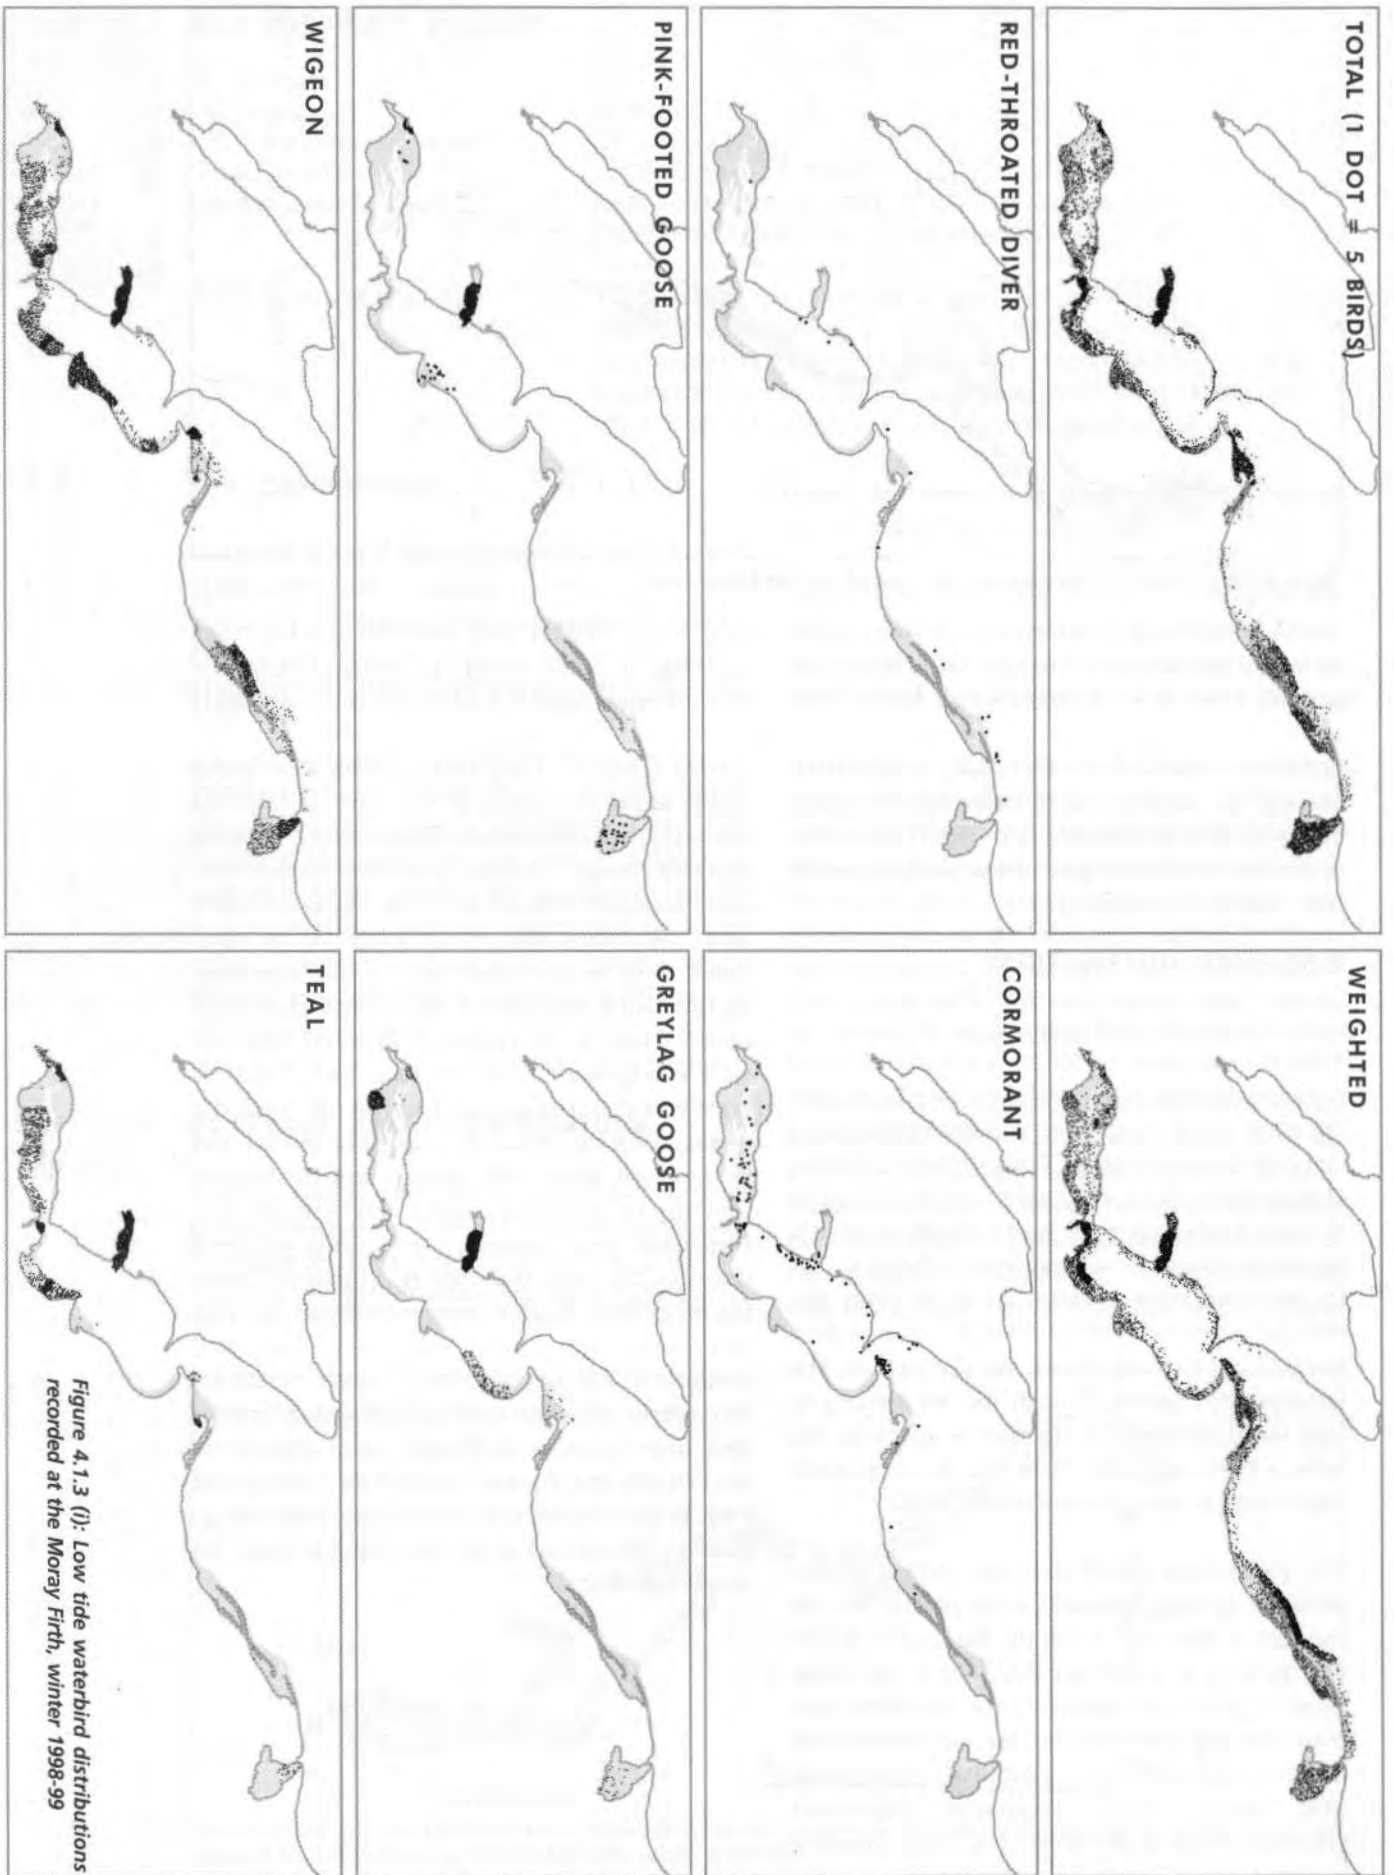 TOTAL (1 DOT = 5 BIRDS)
WEIGHTED
RED-THROATED DIVER
CORMORANT
PINK-FOOTED GOOSE
GREYLAG GOOSE
WIGEON
TEAL
Figure 4.1.3 (i): Low tide waterbird distributions
recorded at the Moray Firth, winter 1998-99